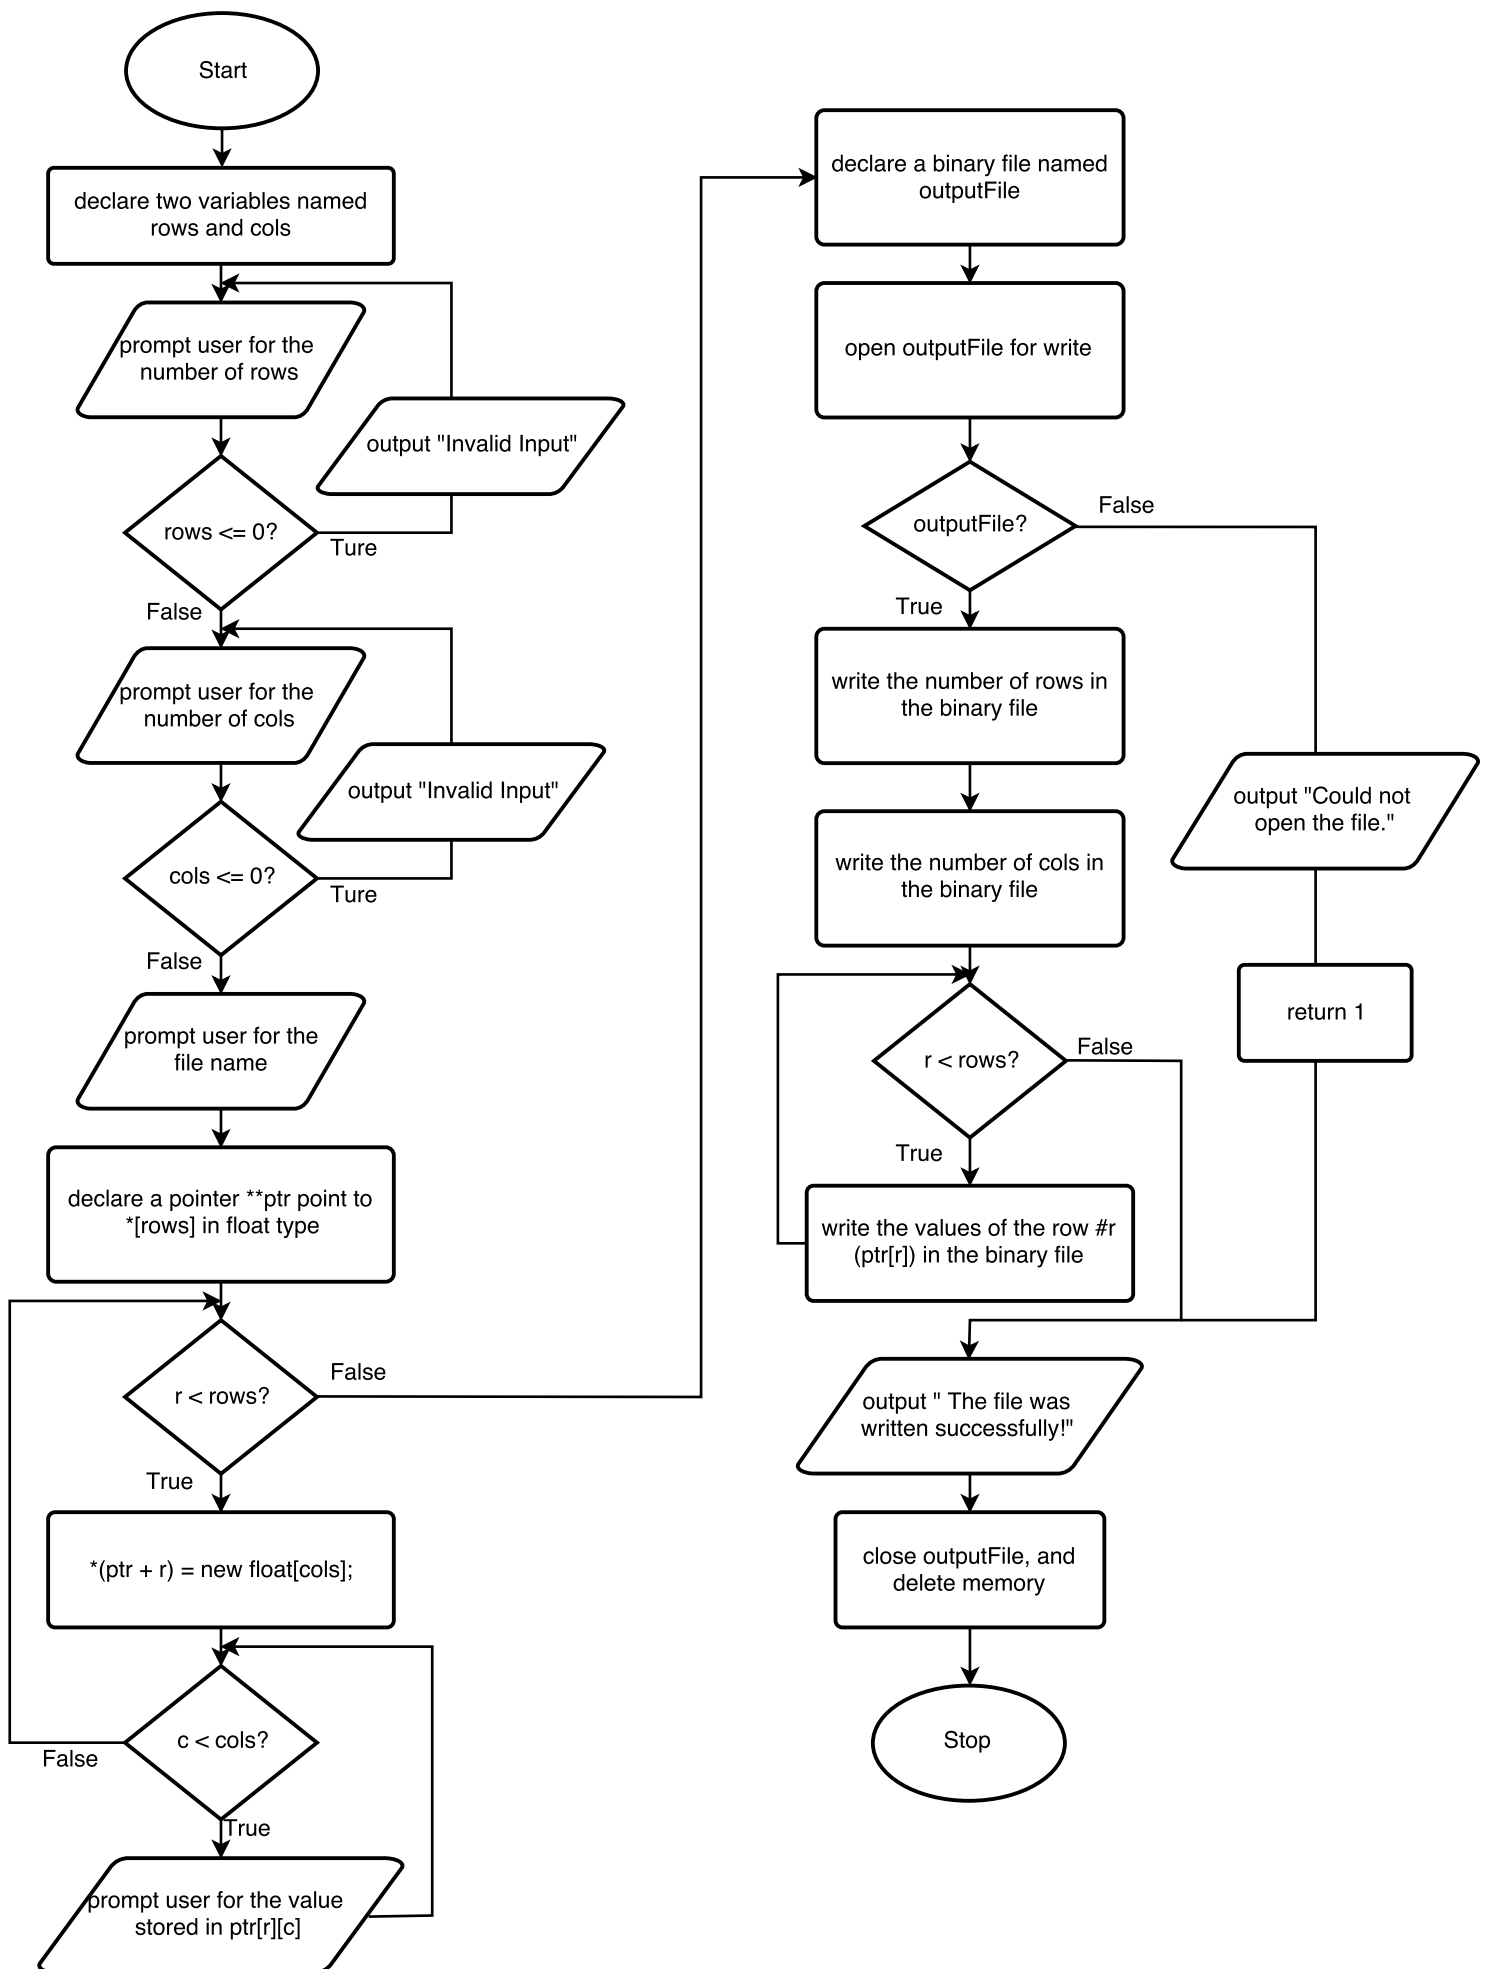 Start
declare two variables named
rows and cols
prompt user for the
number of rows
output "Invalid Input"
rows <= 0?
Ture
False
prompt user for the
number of cols
output "Invalid Input"
cols <= 0?
Ture
False
prompt user for the
file name
declare a pointer **ptr point to
*[rows] in float type
r < rows?
False
True
*(ptr + r) = new float[cols];
c < cols?
False
True
prompt user for the value
stored in ptr[r][c]
declare a binary file named
outputFile
open outputFile for write
outputFile?
False
True
write the number of rows in
the binary file
output "Could not
open the file."
write the number of cols in
the binary file
return 1
r < rows?
False
True
write the values of the row #r
(ptr[r]) in the binary file
output " The file was
written successfully!"
close outputFile, and
delete memory
Stop